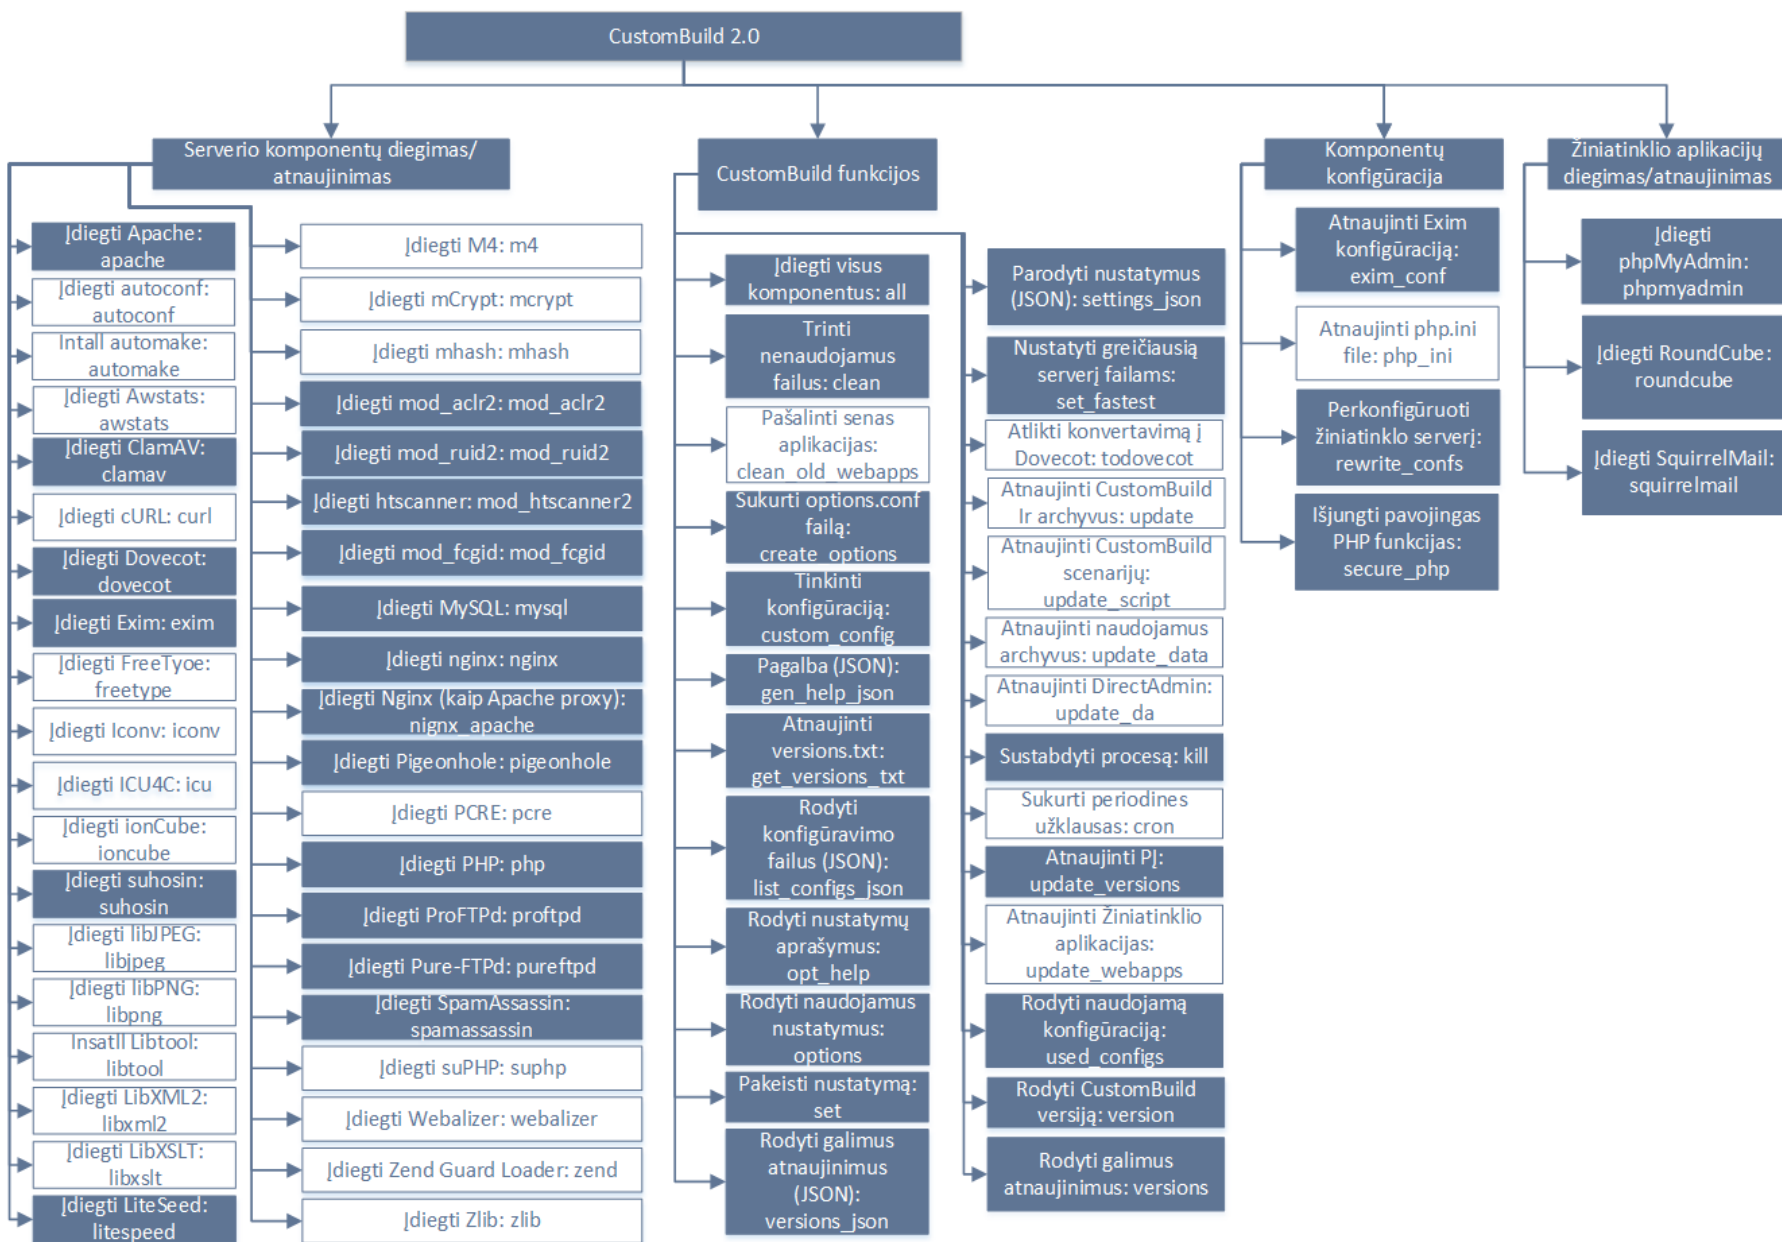 CustomBuild 2.0
Serverio komponentų diegimas/
atnaujinimas
Įdiegti Apache:
apache
Įdiegti autoconf:
autoconf
Intall automake:
automake
Įdiegti Awstats:
awstats
Įdiegti ClamAV:
clamav
Įdiegti cURL: curl
Įdiegti Dovecot:
dovecot
Įdiegti Exim: exim
Įdiegti FreeTyoe:
freetype
Įdiegti Iconv: iconv
Įdiegti ICU4C: icu
Įdiegti ionCube:
ioncube
Įdiegti suhosin:
suhosin
Įdiegti libJPEG:
libjpeg
Įdiegti libPNG:
libpng
Insatll Libtool:
libtool
Įdiegti LibXML2:
libxml2
Įdiegti LibXSLT:
libxslt
Įdiegti LiteSeed:
litespeed
Įdiegti M4: m4
Įdiegti mCrypt: mcrypt
Įdiegti mhash: mhash
Įdiegti mod_aclr2: mod_aclr2
Įdiegti mod_ruid2: mod_ruid2
Įdiegti htscanner: mod_htscanner2
Įdiegti mod_fcgid: mod_fcgid
Įdiegti MySQL: mysql
Įdiegti nginx: nginx
Įdiegti Nginx (kaip Apache proxy):
nignx_apache
Įdiegti Pigeonhole: pigeonhole
Įdiegti PCRE: pcre
Įdiegti PHP: php
Įdiegti ProFTPd: proftpd
Įdiegti Pure-FTPd: pureftpd
Įdiegti SpamAssassin:
spamassassin
Įdiegti suPHP: suphp
Įdiegti Webalizer: webalizer
Įdiegti Zend Guard Loader: zend
Įdiegti Zlib: zlib
CustomBuild funkcijos
Įdiegti visus
komponentus: all
Trinti
nenaudojamus
failus: clean
Pašalinti senas
aplikacijas:
clean_old_webapps
Sukurti options.conf
failą:
create_options
Tinkinti
konfigūraciją:
custom_config
Pagalba (JSON):
gen_help_json
Atnaujinti
versions.txt:
get_versions_txt
Rodyti
konfigūravimo
failus (JSON):
list_configs_json
Rodyti nustatymų
aprašymus:
opt_help
Rodyti naudojamus
nustatymus:
options
Pakeisti nustatymą:
set
Rodyti galimus
atnaujinimus
(JSON):
versions_json
Parodyti nustatymus
(JSON): settings_json
Nustatyti greičiausią
serverį failams:
set_fastest
Atlikti konvertavimą į
Dovecot: todovecot
Atnaujinti CustomBuild
Ir archyvus: update
Atnaujinti CustomBuild
scenarijų:
update_script
Atnaujinti naudojamus
archyvus: update_data
Atnaujinti DirectAdmin:
update_da
Sustabdyti procesą: kill
Sukurti periodines
užklausas: cron
Atnaujinti PĮ:
update_versions
Atnaujinti Žiniatinklio
aplikacijas:
update_webapps
Rodyti naudojamą
konfigūraciją:
used_configs
Rodyti CustomBuild
versiją: version
Rodyti galimus
atnaujinimus: versions
Komponentų
konfigūracija
Atnaujinti Exim
konfigūraciją:
exim_conf
Atnaujinti php.ini
file: php_ini
Perkonfigūruoti
žiniatinklo serverį:
rewrite_confs
Išjungti pavojingas
PHP funkcijas:
secure_php
Žiniatinklio aplikacijų
diegimas/atnaujinimas
Įdiegti
phpMyAdmin:
phpmyadmin
Įdiegti RoundCube:
roundcube
Įdiegti SquirrelMail:
squirrelmail